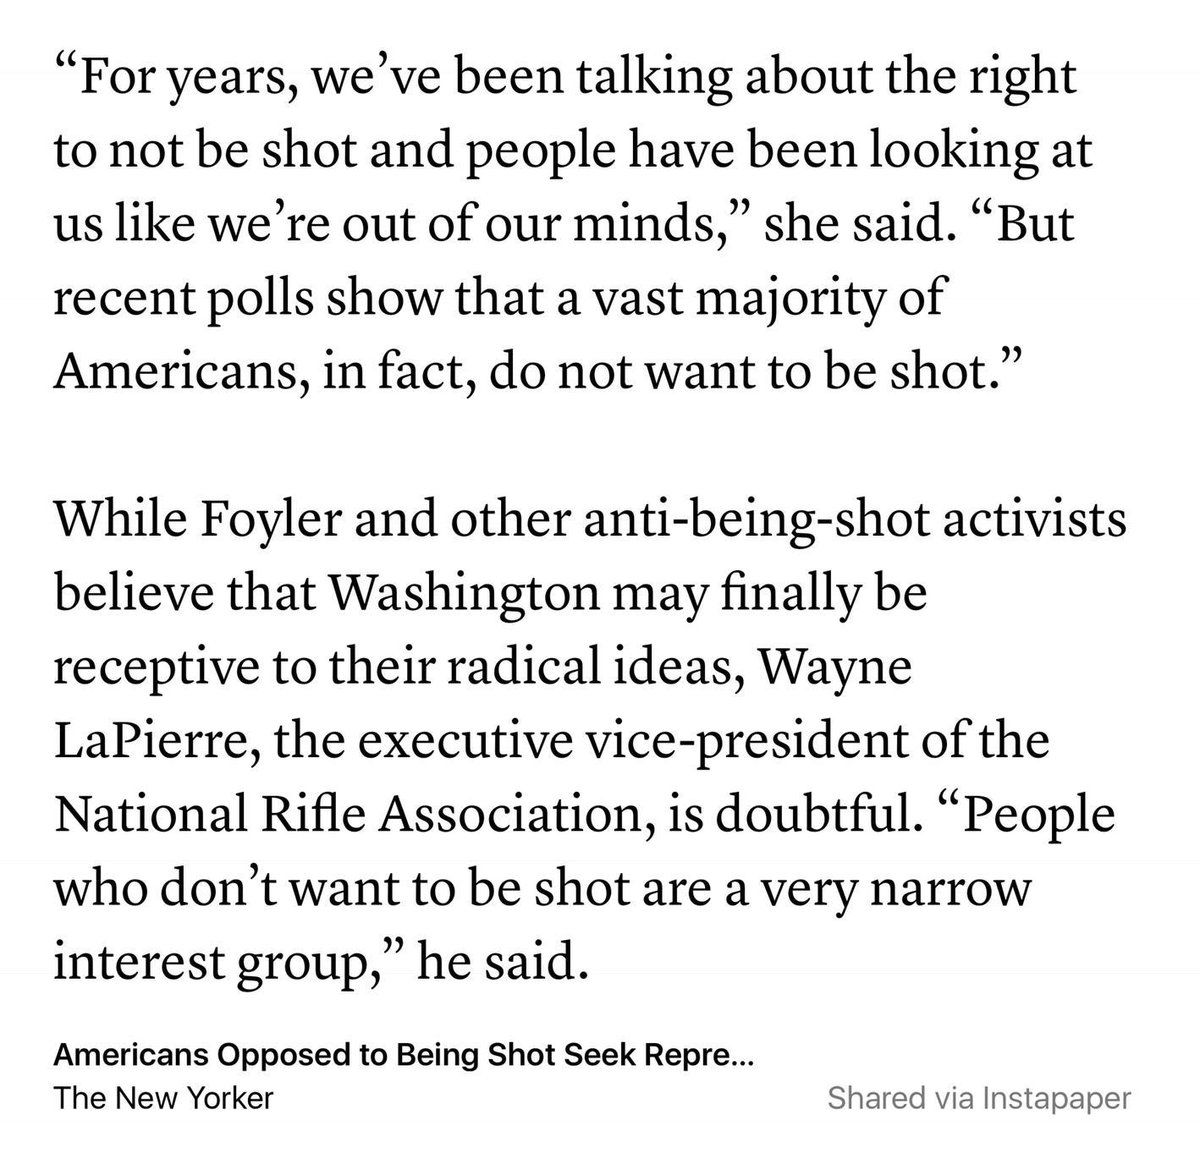 “For years, we’ve been talking about the right
to not be shot and people have been looking at
us like we’re out of our minds,” she said. “But
recent polls show that a vast majority of
Americans, in fact, do not want to be shot.”
While Foyler and other anti-being-shot activists
believe that Washington may finally be
receptive to their radical ideas, Wayne
LaPierre, the executive vice-president of the
National Rifle Association, is doubtful. “People
who don’t want to be shot are a very narrow
interest group,” he said.
Americans Opposed to Being Shot Seek Repre...
The New Yorker
Shared via Instapaper